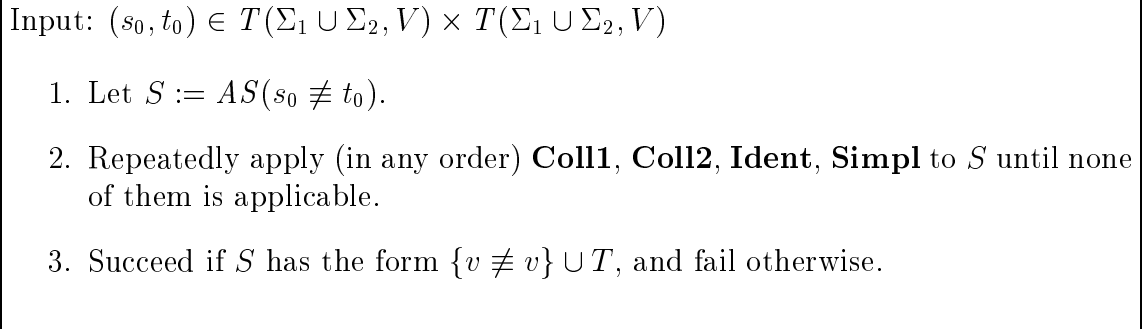 Input: (s₀, t₀) ∈ T(Σ₁ ∪ Σ₂, V) × T(Σ₁ ∪ Σ₂, V)
1. Let S := AS(s₀ ≢ t₀).
2. Repeatedly apply (in any order) Coll1, Coll2, Ident, Simpl to S until none
of them is applicable.
3. Succeed if S has the form {v ≢ v} ∪ T, and fail otherwise.